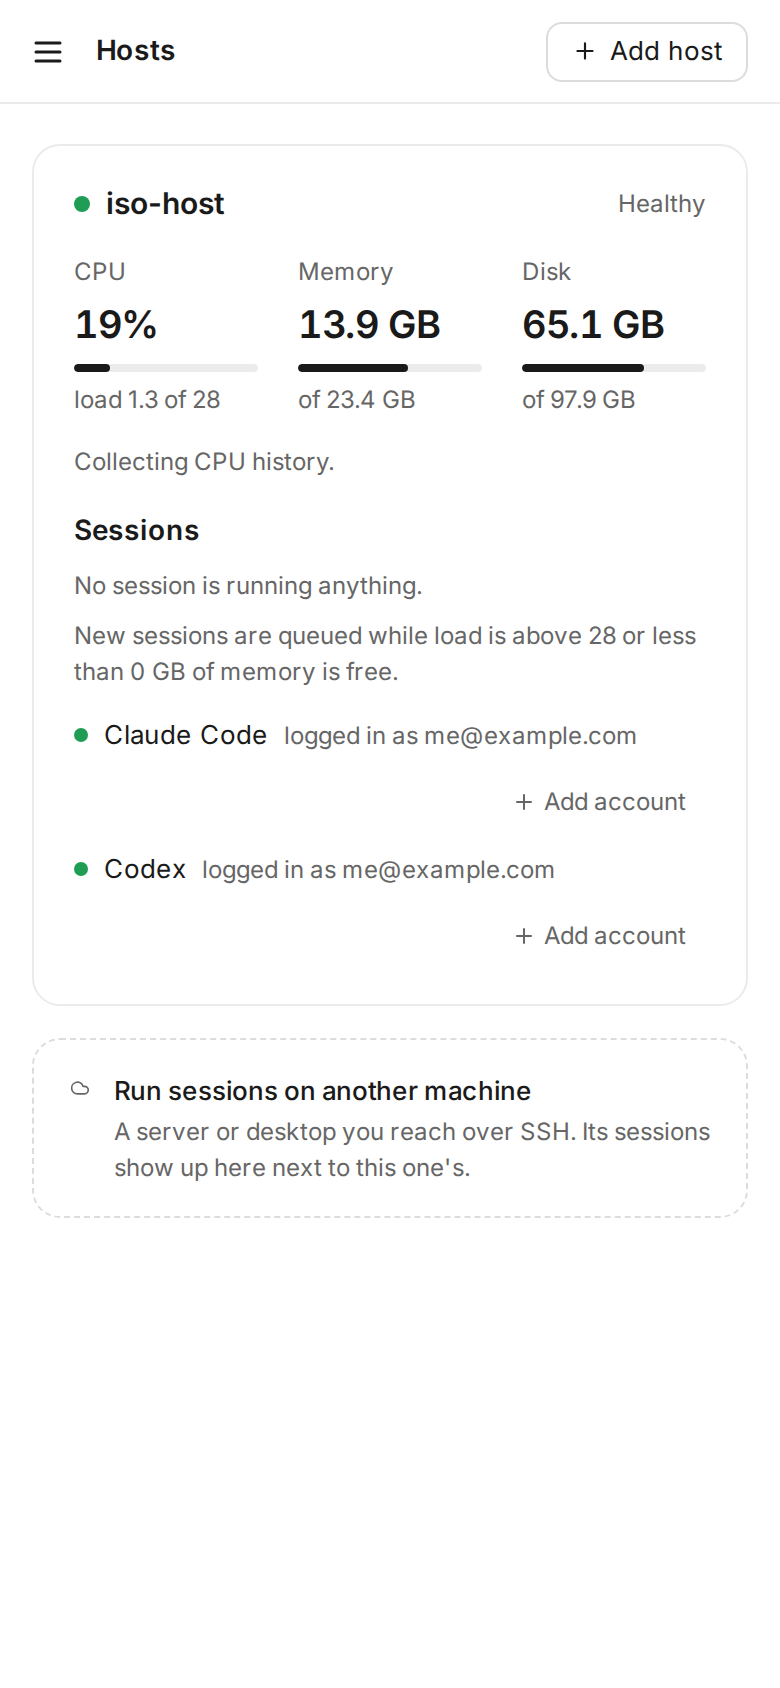 Hosts
Add host
iso-host
Healthy
CPU
Memory
Disk
19%
13.9 GB
65.1 GB
load 1.3 of 28
of 23.4 GB
of 97.9 GB
Collecting CPU history.
Sessions
No session is running anything.
New sessions are queued while load is above 28 or less
than 0 GB of memory is free.
Claude Code logged in as me@example.com
+ Add account
Codex logged in as me@example.com
+ Add account
Run sessions on another machine
A server or desktop you reach over SSH. Its sessions
show up here next to this one's.